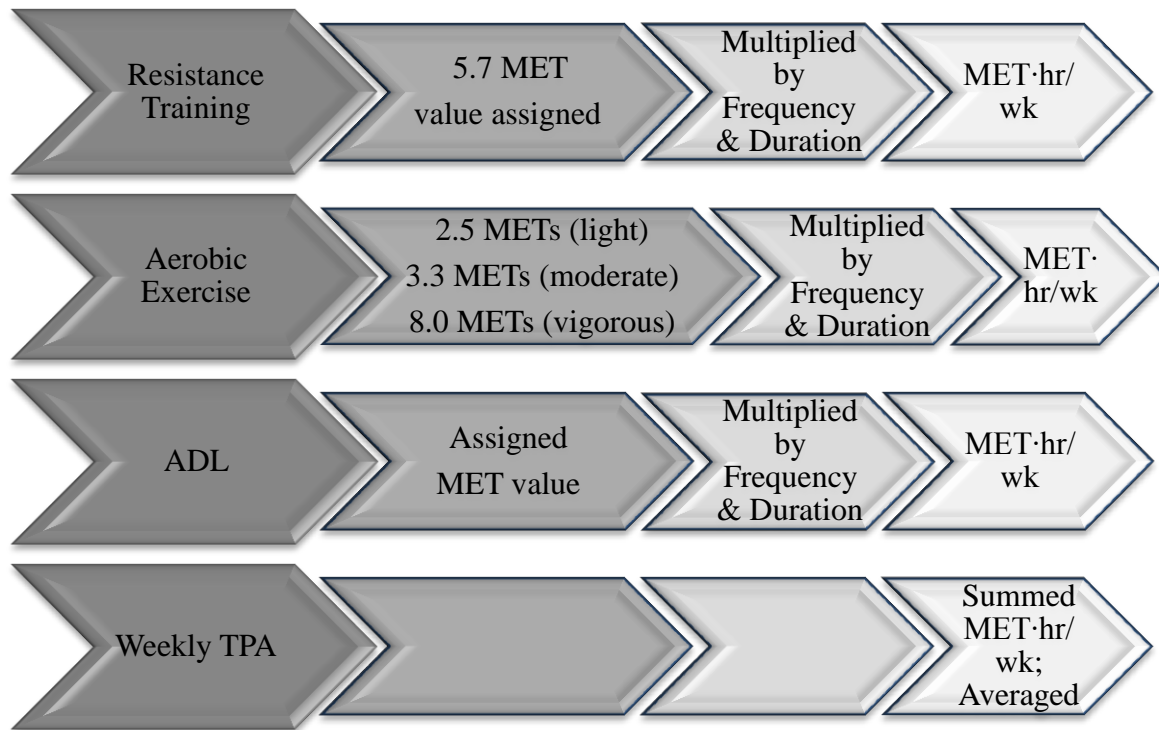 Resistance
Training
5.7 MET
value assigned
Multiplied
by
Frequency
& Duration
MET·hr/
wk
Aerobic
Exercise
2.5 METs (light)
3.3 METs (moderate)
8.0 METs (vigorous)
Multiplied
by
Frequency
& Duration
MET·
hr/wk
ADL
Assigned
MET value
Multiplied
by
Frequency
& Duration
MET·hr/
wk
Weekly TPA
Summed
MET·hr/
wk;
Averaged